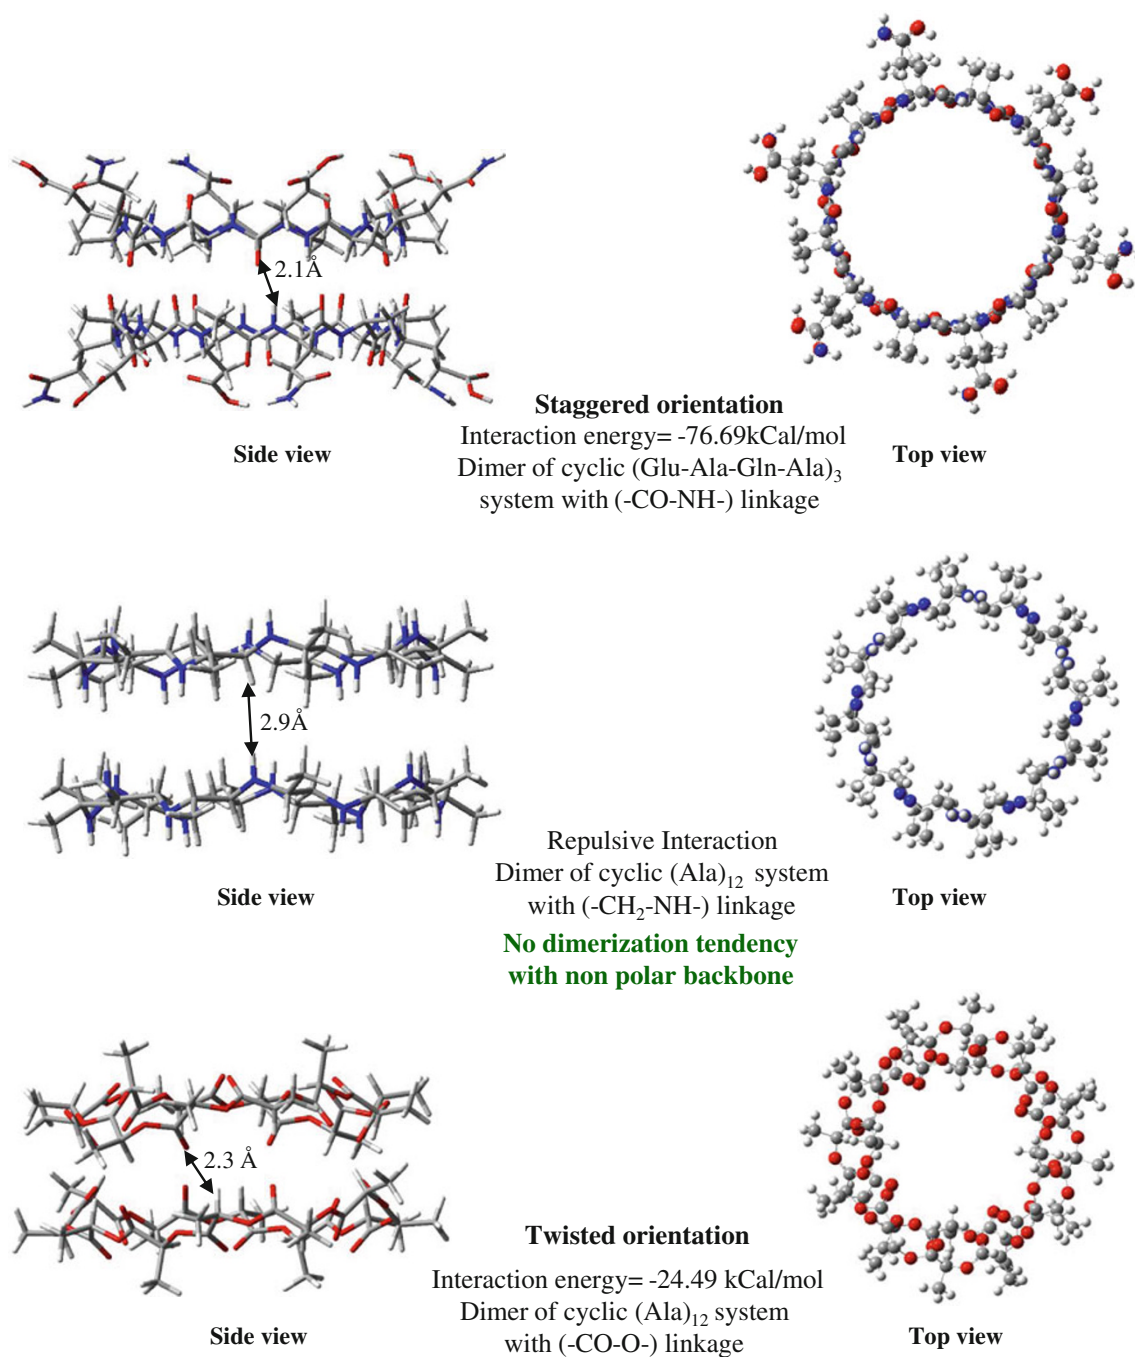 2.1Å
Staggered orientation
Interaction energy= -76.69kCal/mol
Dimer of cyclic (Glu-Ala-Gln-Ala)₃
system with (-CO-NH-) linkage
Side view
Top view
2.9Å
Repulsive Interaction
Dimer of cyclic (Ala)₁₂ system
with (-CH₂-NH-) linkage
No dimerization tendency
with non polar backbone
Side view
Top view
2.3 Å
Twisted orientation
Interaction energy= -24.49 kCal/mol
Dimer of cyclic (Ala)₁₂ system
with (-CO-O-) linkage
Side view
Top view